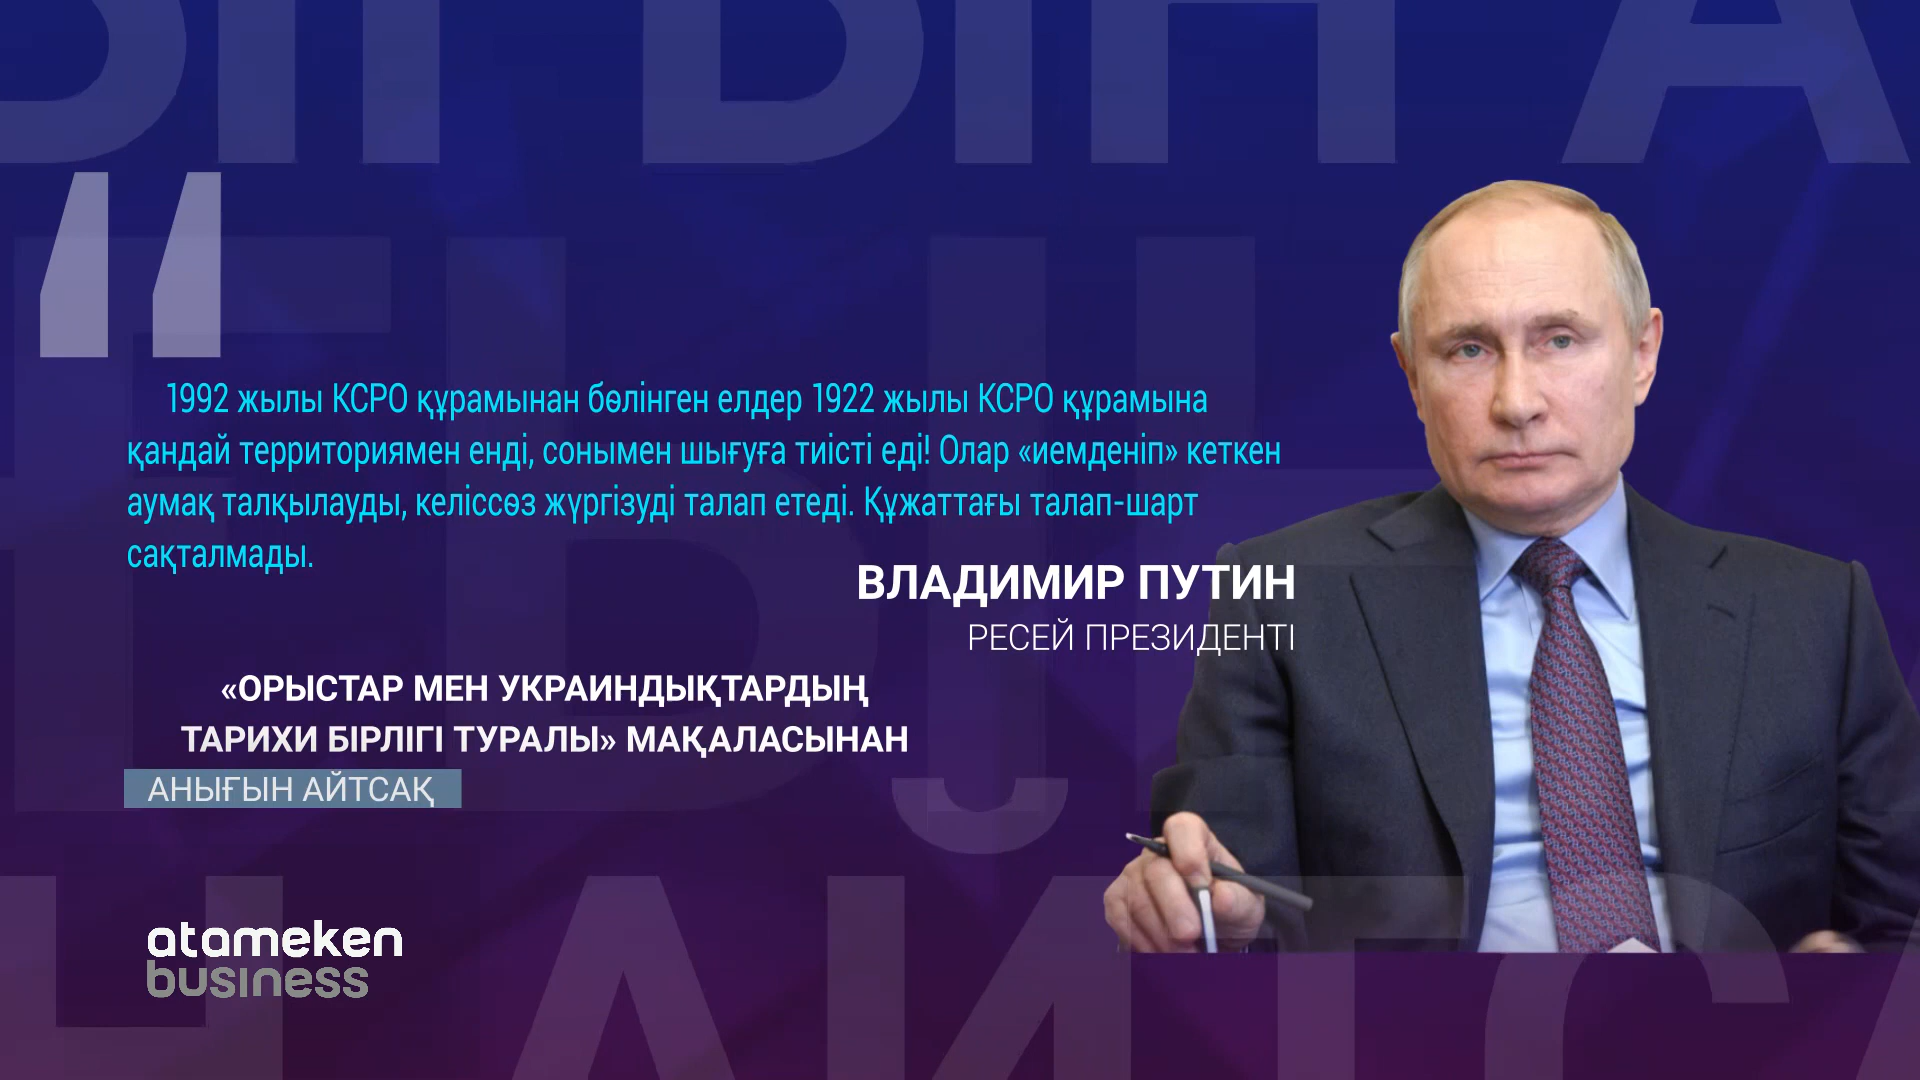 1992 жылы КСРО құрамынан бөлінген елдер 1922 жылы КСРО құрамына
қандай территориямен енді, сонымен шығуға тиісті еді! Олар «иемденіп» кеткен
аумақ талқылауды, келіссөз жүргізуді талап етеді. Құжаттағы талап-шарт
сақталмады.
ВЛАДИМИР ПУТИН
РЕСЕЙ ПРЕЗИДЕНТІ
«ОРЫСТАР МЕН УКРАИНДЫҚТАРДЫҢ
ТАРИХИ БІРЛІГІ ТУРАЛЫ» МАҚАЛАСЫНАН
АНЫҒЫН АЙТСАҚ
atameken
business